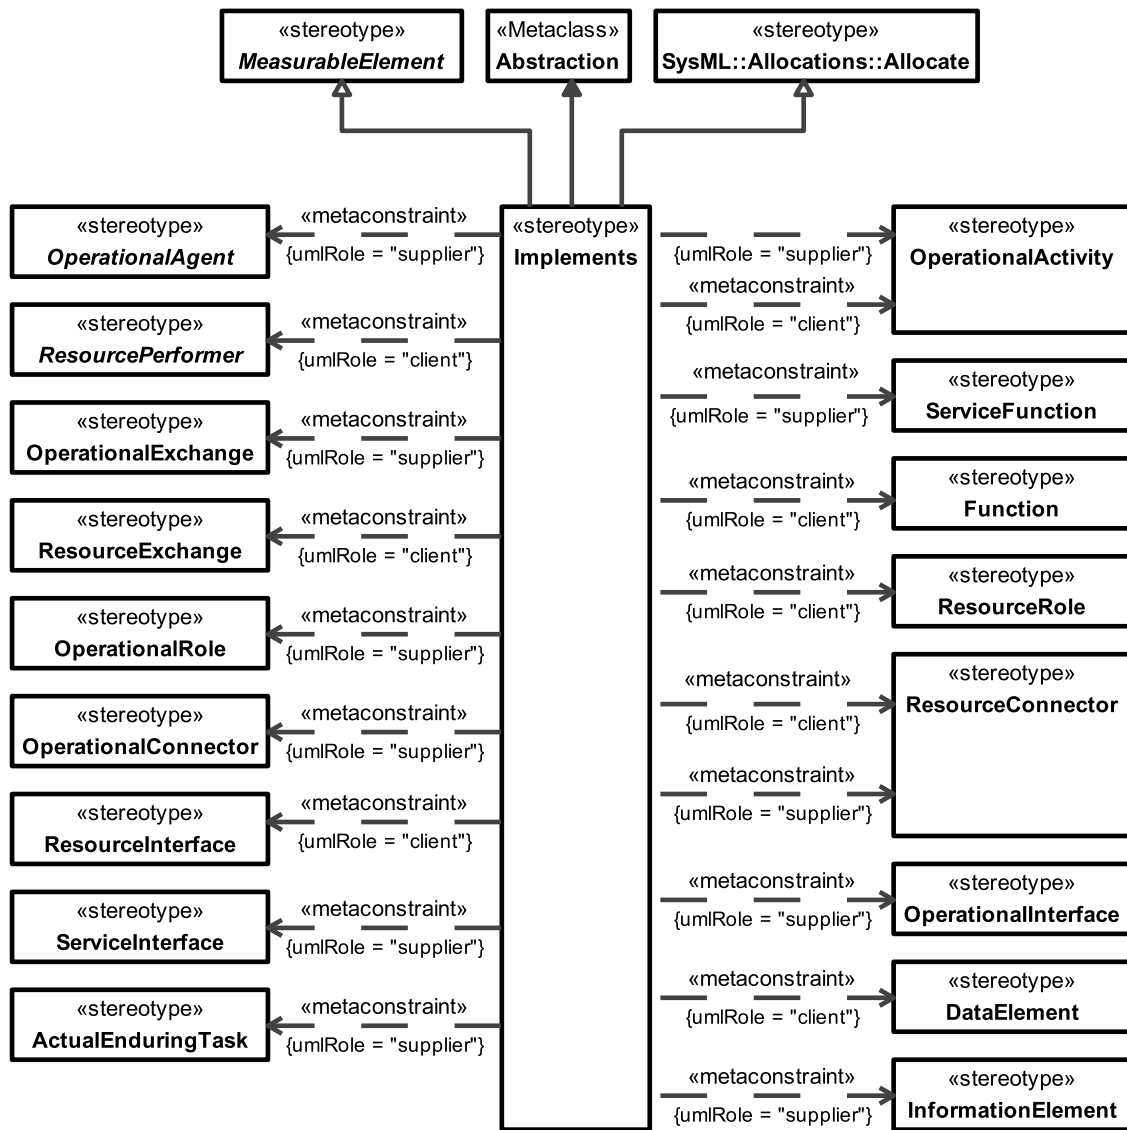 «stereotype»
MeasurableElement
«Metaclass»
Abstraction
«stereotype»
SysML::Allocations::Allocate
«stereotype»
OperationalAgent
«metaconstraint»
{umlRole = "supplier"}
«stereotype»
ResourcePerformer
«metaconstraint»
{umlRole = "client"}
«stereotype»
OperationalExchange
«metaconstraint»
{umlRole = "supplier"}
«stereotype»
ResourceExchange
«metaconstraint»
{umlRole = "client"}
«stereotype»
OperationalRole
«metaconstraint»
{umlRole = "supplier"}
«stereotype»
OperationalConnector
«metaconstraint»
{umlRole = "supplier"}
«stereotype»
ResourceInterface
«metaconstraint»
{umlRole = "client"}
«stereotype»
ServiceInterface
«metaconstraint»
{umlRole = "supplier"}
«stereotype»
ActualEnduringTask
«metaconstraint»
{umlRole = "supplier"}
«stereotype»
Implements
{umlRole = "supplier"}
«metaconstraint»
{umlRole = "client"}
«stereotype»
OperationalActivity
«metaconstraint»
{umlRole = "supplier"}
«stereotype»
ServiceFunction
«metaconstraint»
{umlRole = "client"}
«stereotype»
Function
«metaconstraint»
{umlRole = "client"}
«stereotype»
ResourceRole
«metaconstraint»
{umlRole = "client"}
«metaconstraint»
{umlRole = "supplier"}
«stereotype»
ResourceConnector
«metaconstraint»
{umlRole = "supplier"}
«stereotype»
OperationalInterface
«metaconstraint»
{umlRole = "client"}
«stereotype»
DataElement
«metaconstraint»
{umlRole = "supplier"}
«stereotype»
InformationElement